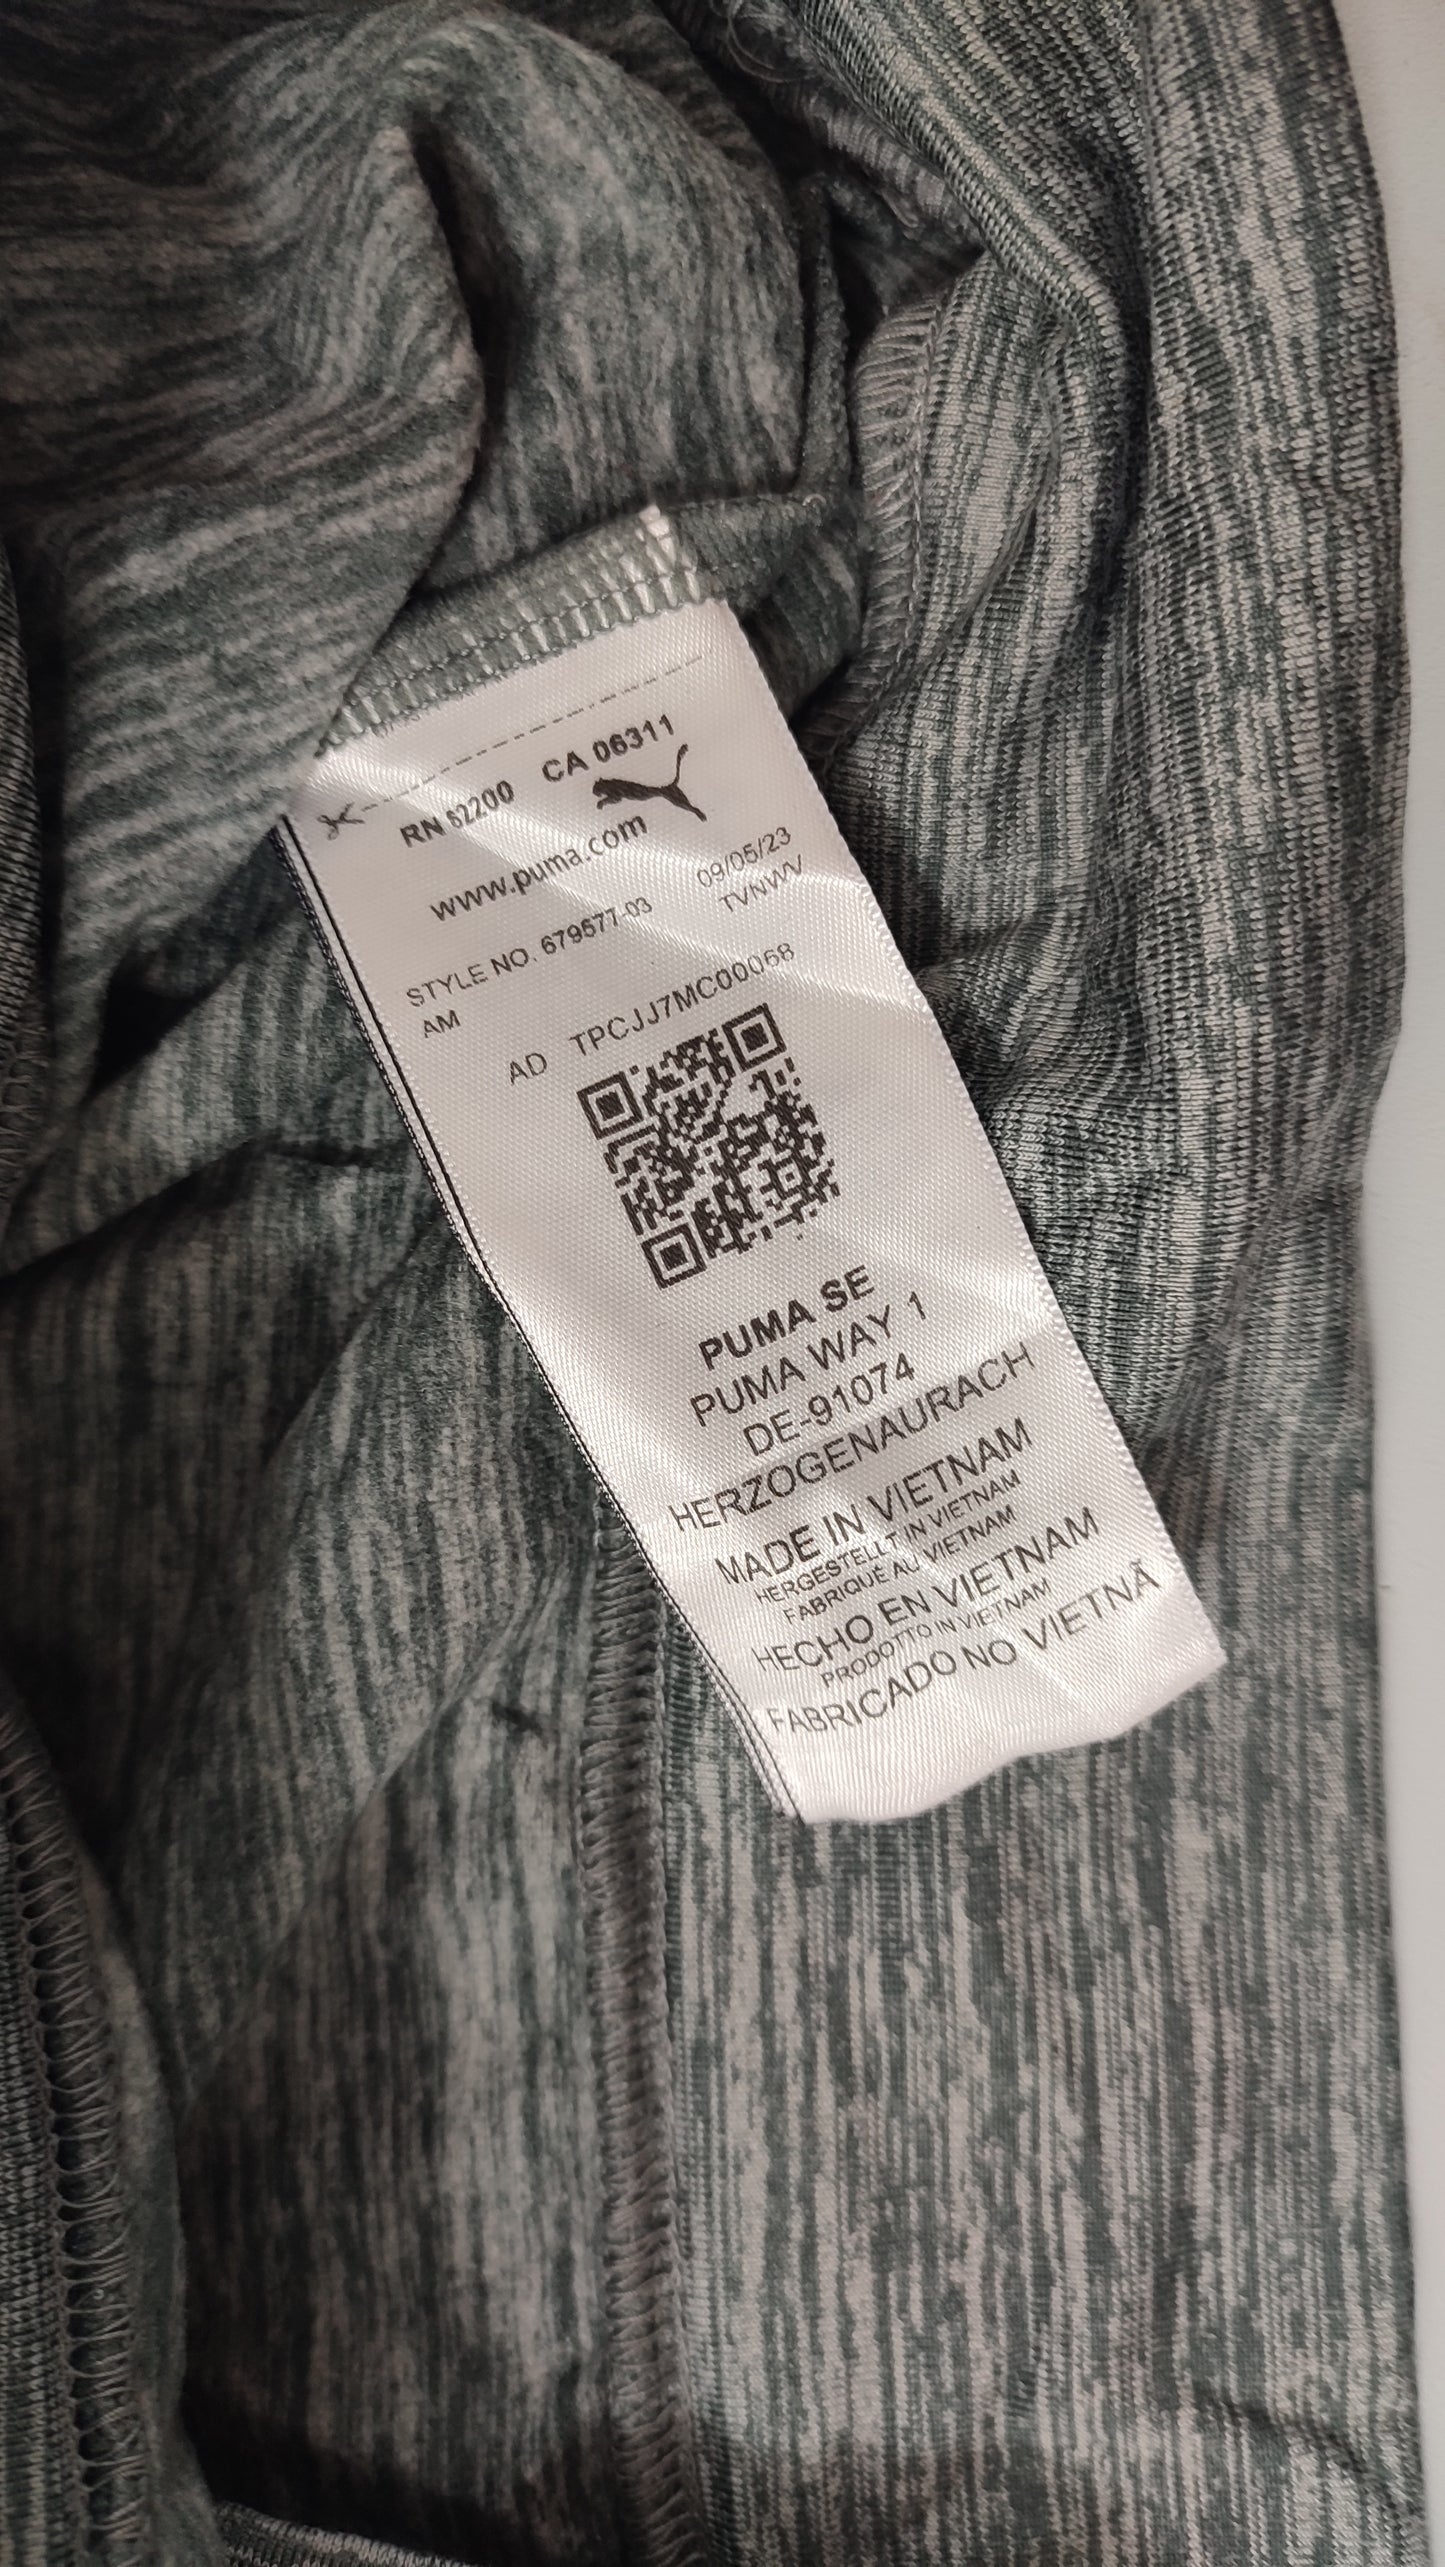 RN 62200 CA 06311
www.puma.com
STYLE NO. 679677-03 09/05/23
AM TVNWV
AD TPCJJ7MC00068
PUMA SE
PUMA WAY 1
DE-91074
HERZOGENAURACH
MADE IN VIETNAM
HERGESTELLT IN VIETNAM
FABRIQUÉ AU VIETNAM
HECHO EN VIETNAM
PRODOTTO IN VIETNAM
FABRICADO NO VIETNÃ